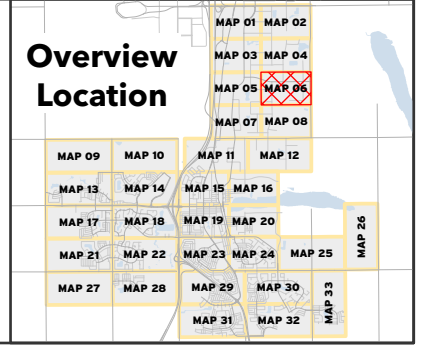 Overview
Location
MAP 01 MAP 02
MAP 03 MAP 04
MAP 05 MAP 06
MAP 07 MAP 08
MAP 09 MAP 10 MAP 11 MAP 12
MAP 13 MAP 14 MAP 15 MAP 16
MAP 17 MAP 18 MAP 19 MAP 20
MAP 21 MAP 22 MAP 23 MAP 24 MAP 25 MAP 26
MAP 27 MAP 28 MAP 29 MAP 30 MAP 33
MAP 31 MAP 32